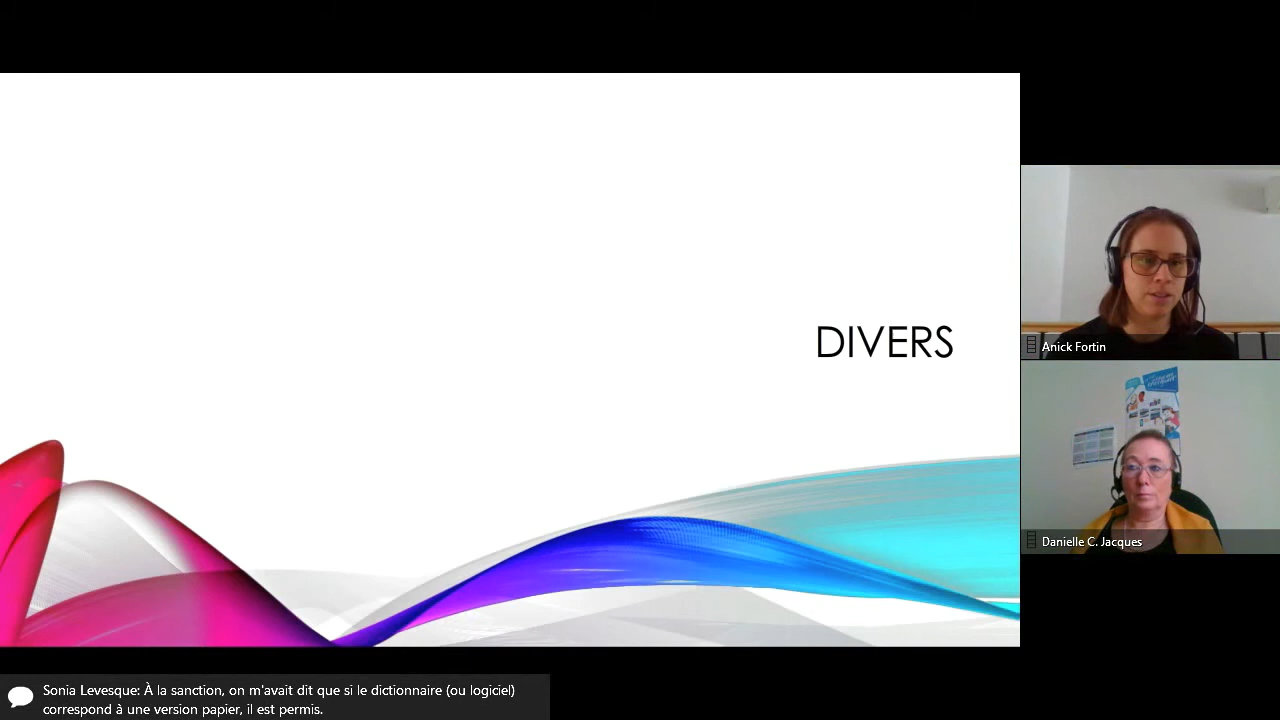 DIVERS
Anick Fortin
Danielle C. Jacques
Sonia Levesque: À la sanction, on m'avait dit que si le dictionnaire (ou logiciel)
correspond à une version papier, il est permis.